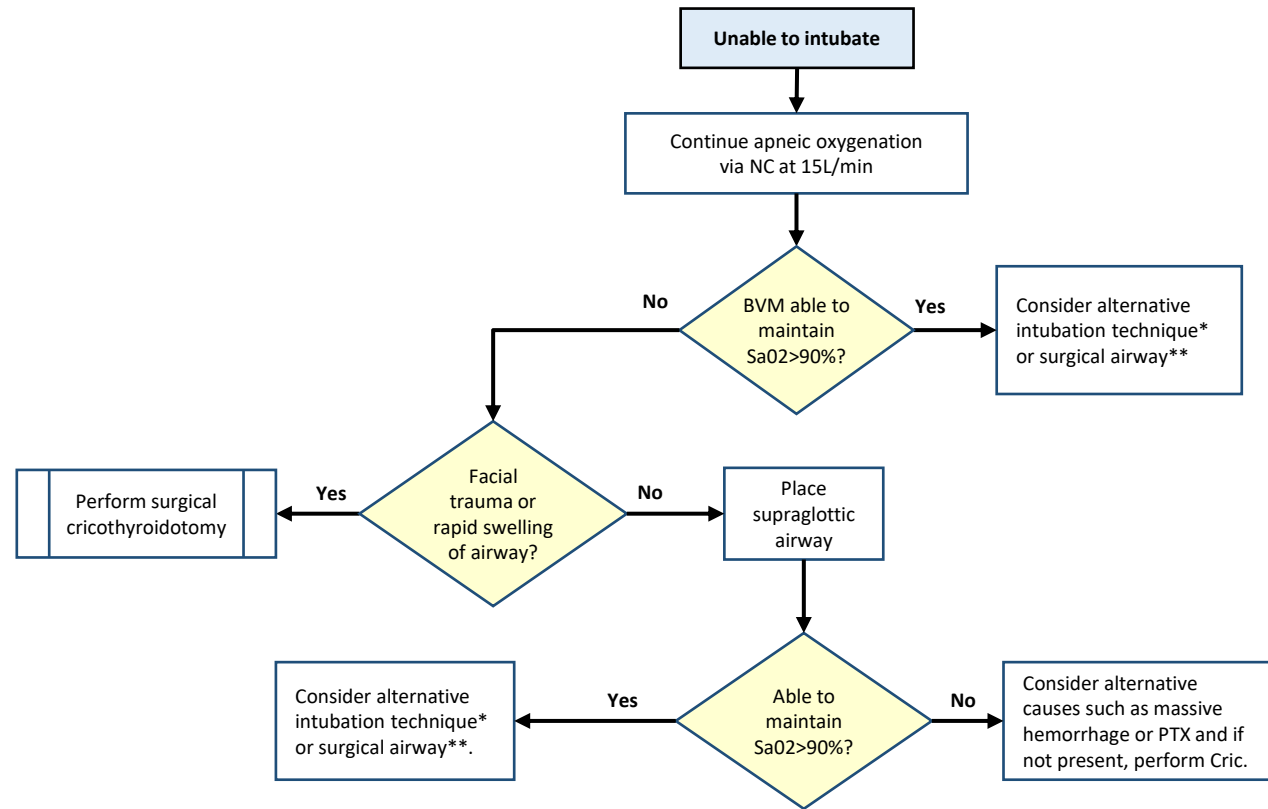 Unable to intubate
Continue apneic oxygenation
via NC at 15L/min
No
BVM able to
maintain
Sa02>90%?
Yes
Consider alternative
intubation technique*
or surgical airway**
Perform surgical
cricothyroidotomy
Yes
Facial
trauma or
rapid swelling
of airway?
No
Place
supraglottic
airway
Consider alternative
intubation technique*
or surgical airway**.
Yes
Able to
maintain
Sa02>90%?
No
Consider alternative
causes such as massive
hemorrhage or PTX and if
not present, perform Cric.